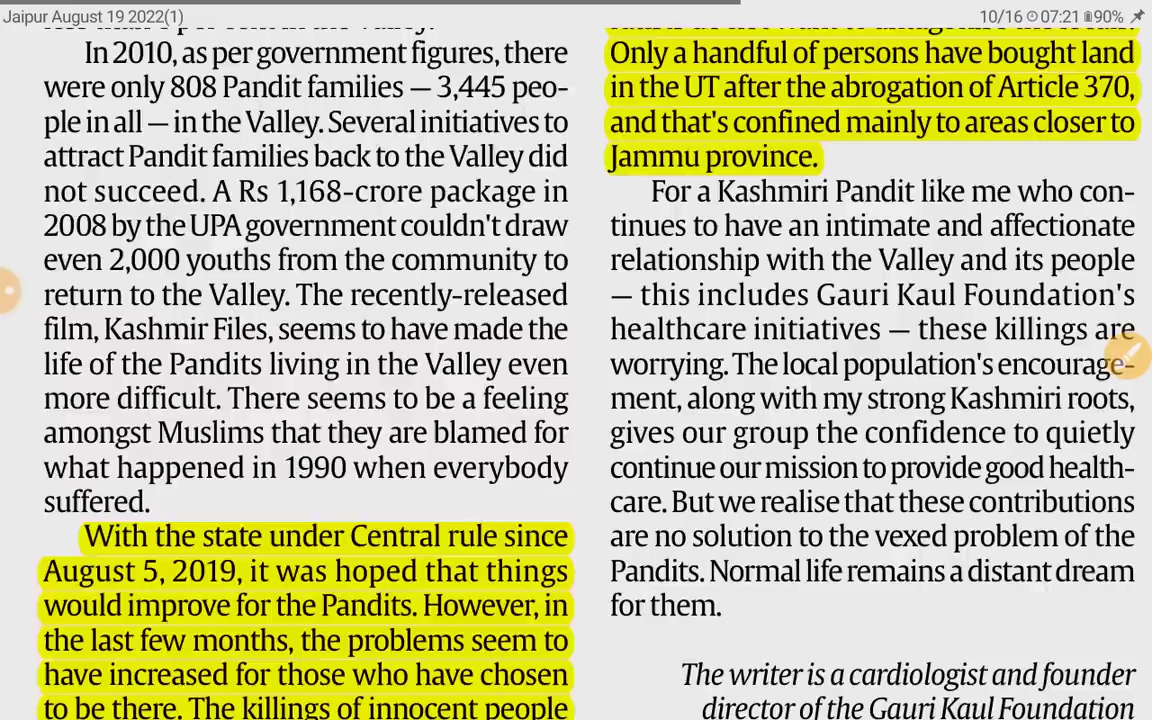 Jaipur August 19 2022(1)
10/16 07:21 90%
In 2010, as per government figures, there
were only 808 Pandit families — 3,445 peo-
ple in all — in the Valley. Several initiatives to
attract Pandit families back to the Valley did
not succeed. A Rs 1,168-crore package in
2008 by the UPA government couldn't draw
even 2,000 youths from the community to
return to the Valley. The recently-released
film, Kashmir Files, seems to have made the
life of the Pandits living in the Valley even
more difficult. There seems to be a feeling
amongst Muslims that they are blamed for
what happened in 1990 when everybody
suffered.
With the state under Central rule since
August 5, 2019, it was hoped that things
would improve for the Pandits. However, in
the last few months, the problems seem to
have increased for those who have chosen
to be there. The killings of innocent people
Only a handful of persons have bought land
in the UT after the abrogation of Article 370,
and that's confined mainly to areas closer to
Jammu province.
For a Kashmiri Pandit like me who con-
tinues to have an intimate and affectionate
relationship with the Valley and its people
— this includes Gauri Kaul Foundation's
healthcare initiatives — these killings are
worrying. The local population's encourage-
ment, along with my strong Kashmiri roots,
gives our group the confidence to quietly
continue our mission to provide good health-
care. But we realise that these contributions
are no solution to the vexed problem of the
Pandits. Normal life remains a distant dream
for them.
The writer is a cardiologist and founder
director of the Gauri Kaul Foundation